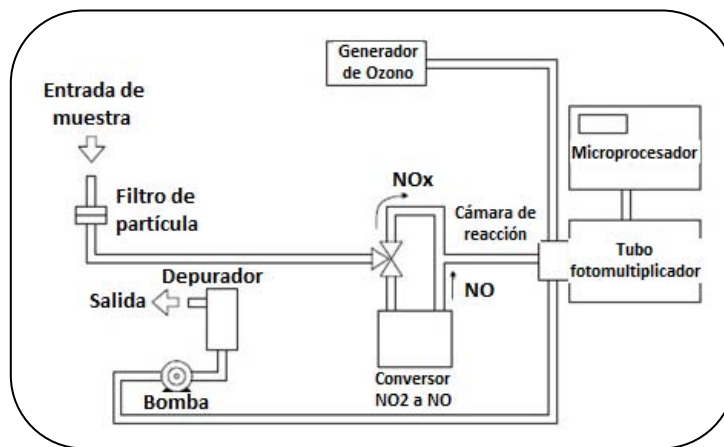 Generador
de Ozono
Entrada de
muestra
Microprocesador
NOx
Filtro de
partícula
Cámara de
reacción
Tubo
fotomultiplicador
Depurador
Salida
NO
Bomba
Conversor
NO2 a NO